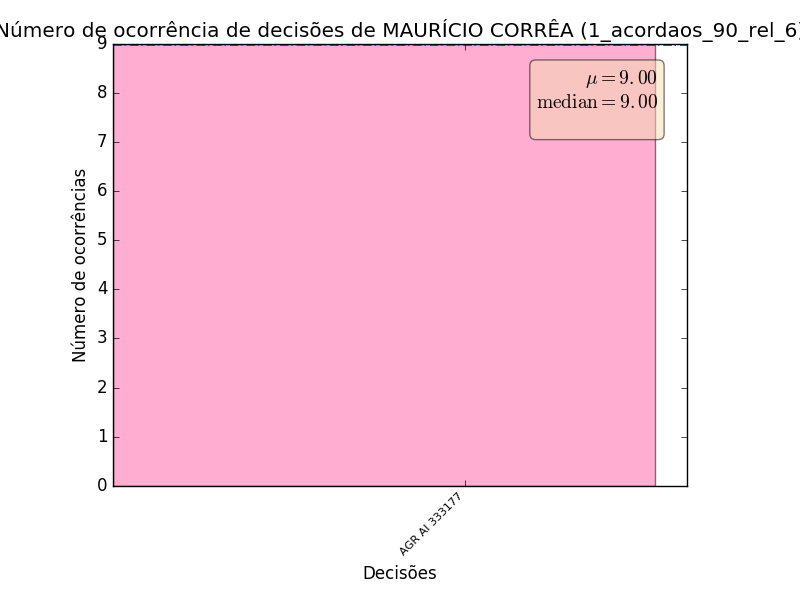 Número de ocorrência de decisões de MAURÍCIO CORRÊA (1_acordaos_90_rel_6)
9
8
7
6
5
4
3
2
1
0
Número de ocorrências
μ = 9.00
median = 9.00
AGR AI 333177
Decisões